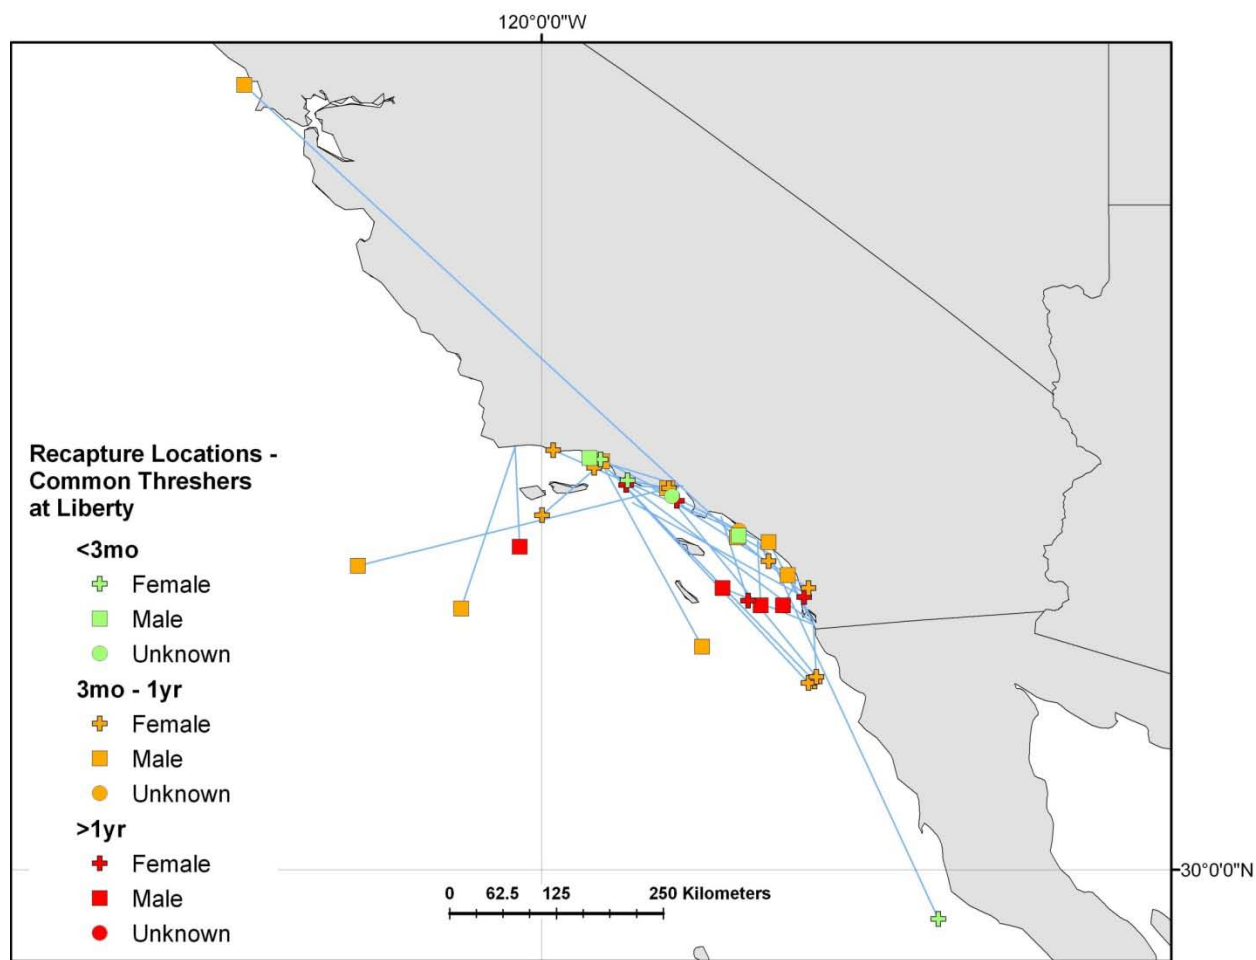 120°0'0"W
Recapture Locations -
Common Threshers
at Liberty
<3mo
Female
Male
Unknown
3mo - 1yr
Female
Male
Unknown
>1yr
Female
Male
Unknown
0 62.5 125 250 Kilometers
30°0'0"N